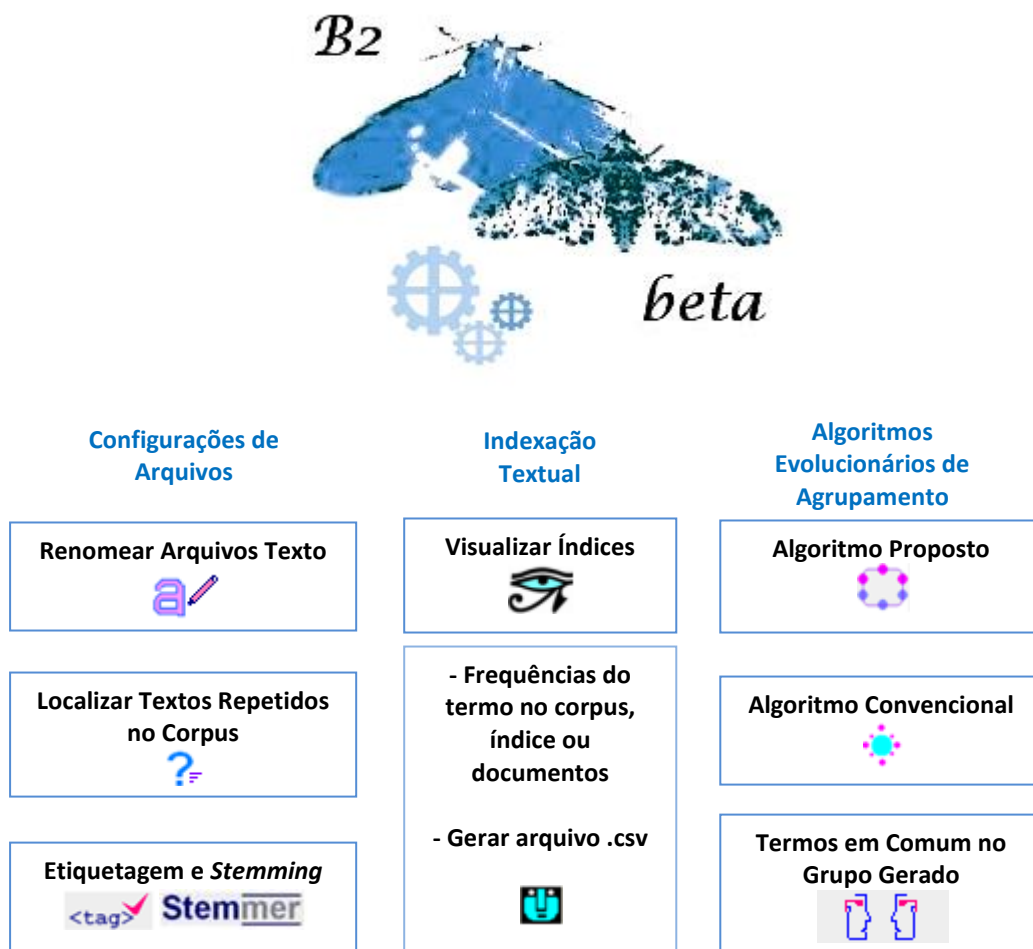 B2
beta
Configurações de
Arquivos
Renomear Arquivos Texto
a
Localizar Textos Repetidos
no Corpus
?
Etiquetagem e Stemming
<tag> Stemmer
Indexação
Textual
Visualizar Índices
- Frequências do
termo no corpus,
índice ou
documentos
- Gerar arquivo .csv
Algoritmos
Evolucionários de
Agrupamento
Algoritmo Proposto
Algoritmo Convencional
Termos em Comum no
Grupo Gerado